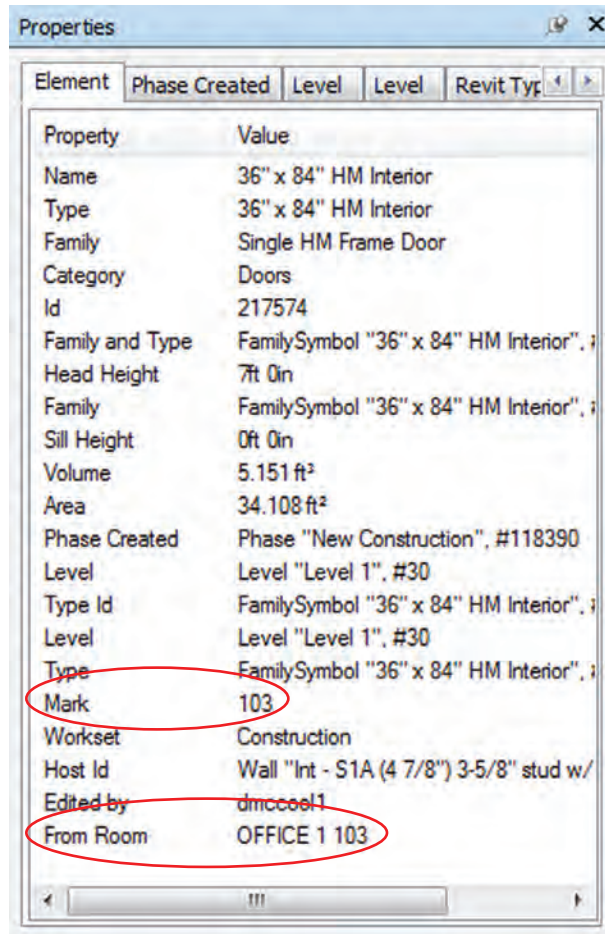 Properties
Element Phase Created Level Level Revit Typ
Property Value
Name 36" x 84" HM Interior
Type 36" x 84" HM Interior
Family Single HM Frame Door
Category Doors
Id 217574
Family and Type FamilySymbol "36" x 84" HM Interior", #
Head Height 7ft 0in
Family FamilySymbol "36" x 84" HM Interior", #
Sill Height 0ft 0in
Volume 5.151 ft³
Area 34.108 ft²
Phase Created Phase "New Construction", #118390
Level Level "Level 1", #30
Type Id FamilySymbol "36" x 84" HM Interior", #
Level Level "Level 1", #30
Type FamilySymbol "36" x 84" HM Interior", #
Mark 103
Workset Construction
Host Id Wall "Int - S1A (4 7/8") 3-5/8" stud w/
Edited by dmccool1
From Room OFFICE 1 103